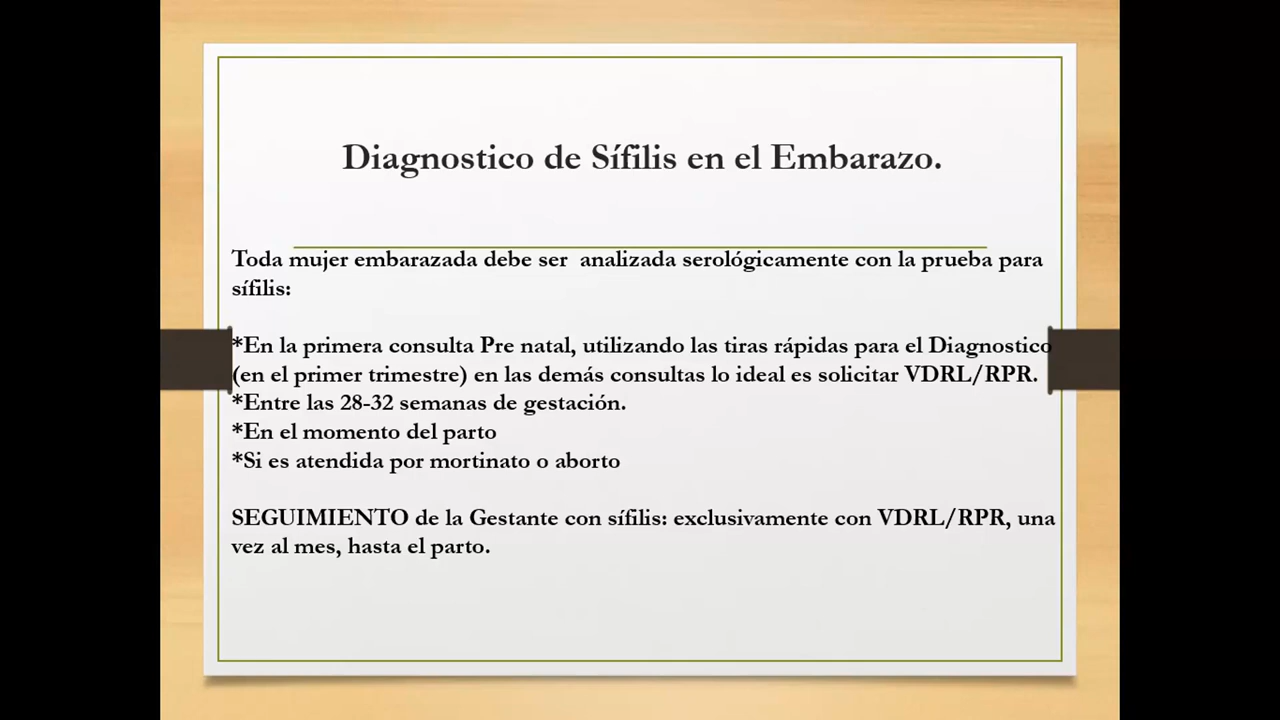 Diagnostico de Sífilis en el Embarazo.
Toda mujer embarazada debe ser  analizada serológicamente con la prueba para
sífilis:
*En la primera consulta Pre natal, utilizando las tiras rápidas para el Diagnostico
(en el primer trimestre) en las demás consultas lo ideal es solicitar VDRL/RPR.
*Entre las 28-32 semanas de gestación.
*En el momento del parto
*Si es atendida por mortinato o aborto
SEGUIMIENTO de la Gestante con sífilis: exclusivamente con VDRL/RPR, una
vez al mes, hasta el parto.